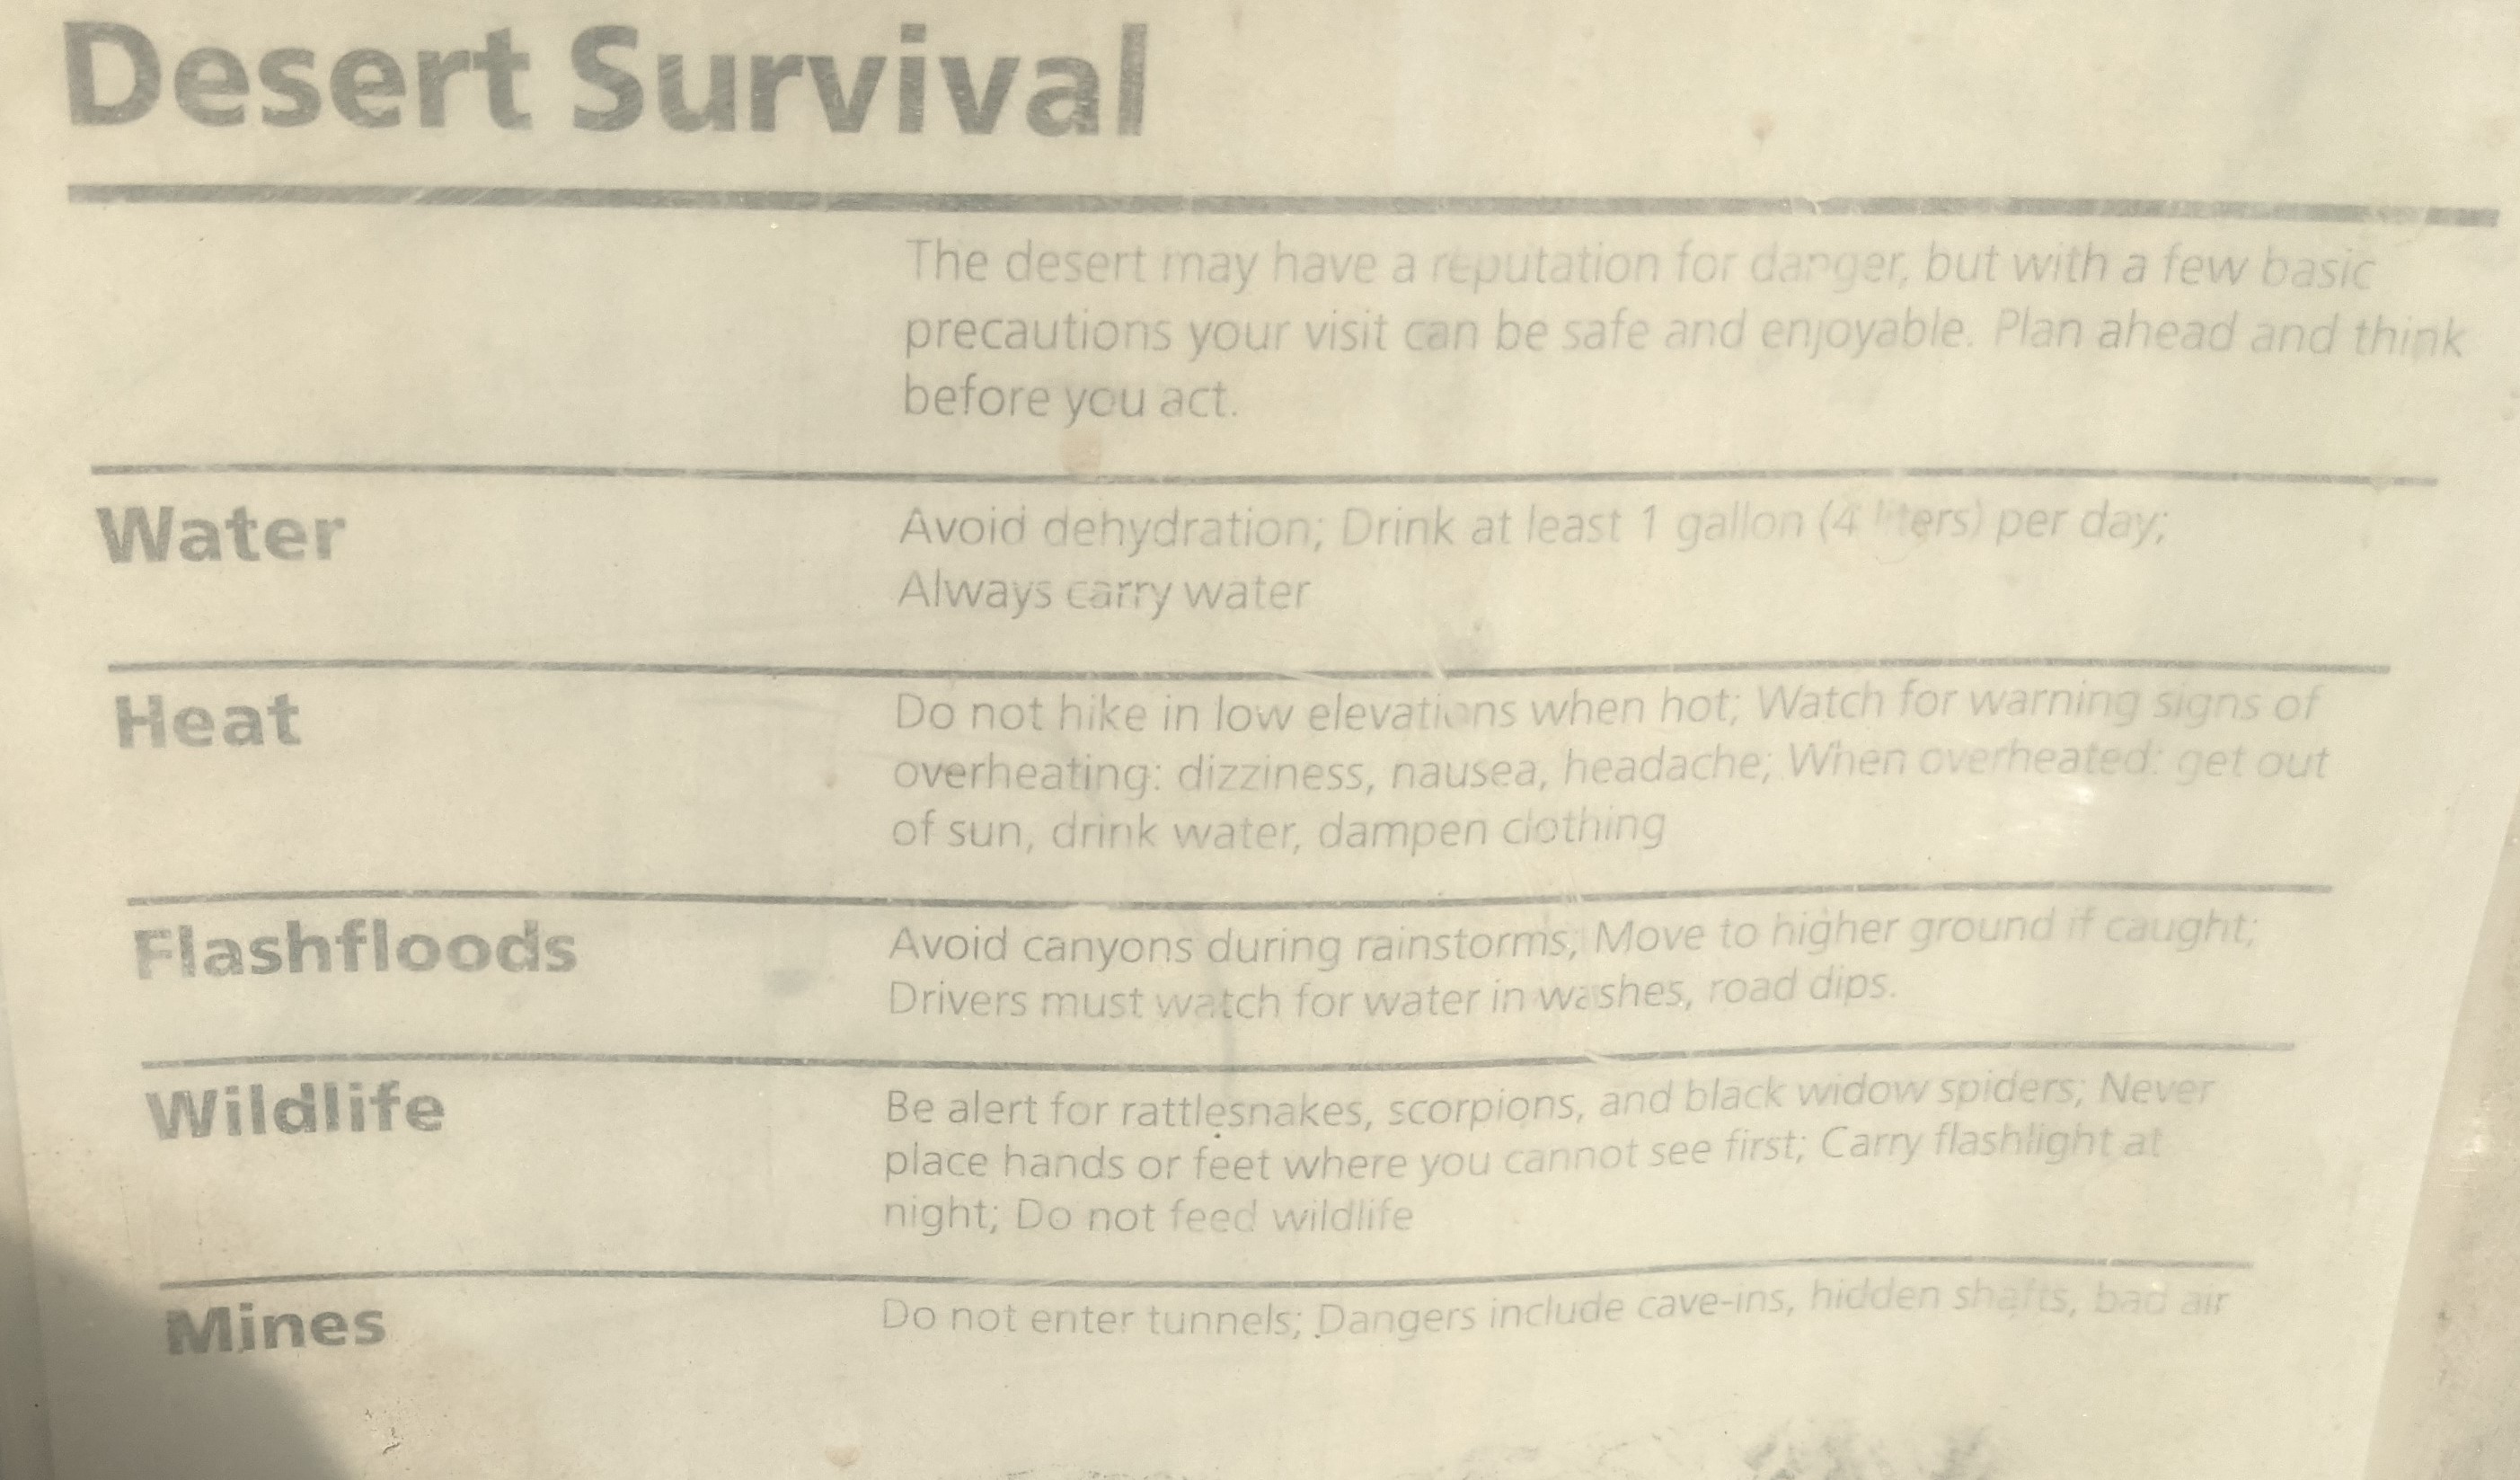 Desert Survival
The desert may have a reputation for danger, but with a few basic
precautions your visit can be safe and enjoyable. Plan ahead and think
before you act.
Water
Avoid dehydration; Drink at least 1 gallon (4 liters) per day;
Always carry water
Heat
Do not hike in low elevations when hot; Watch for warning signs of
overheating: dizziness, nausea, headache; When overheated: get out
of sun, drink water, dampen clothing
Flashfloods
Avoid canyons during rainstorms; Move to higher ground if caught;
Drivers must watch for water in washes, road dips.
Wildlife
Be alert for rattlesnakes, scorpions, and black widow spiders; Never
place hands or feet where you cannot see first; Carry flashlight at
night; Do not feed wildlife
Mines
Do not enter tunnels; Dangers include cave-ins, hidden shafts, bad air